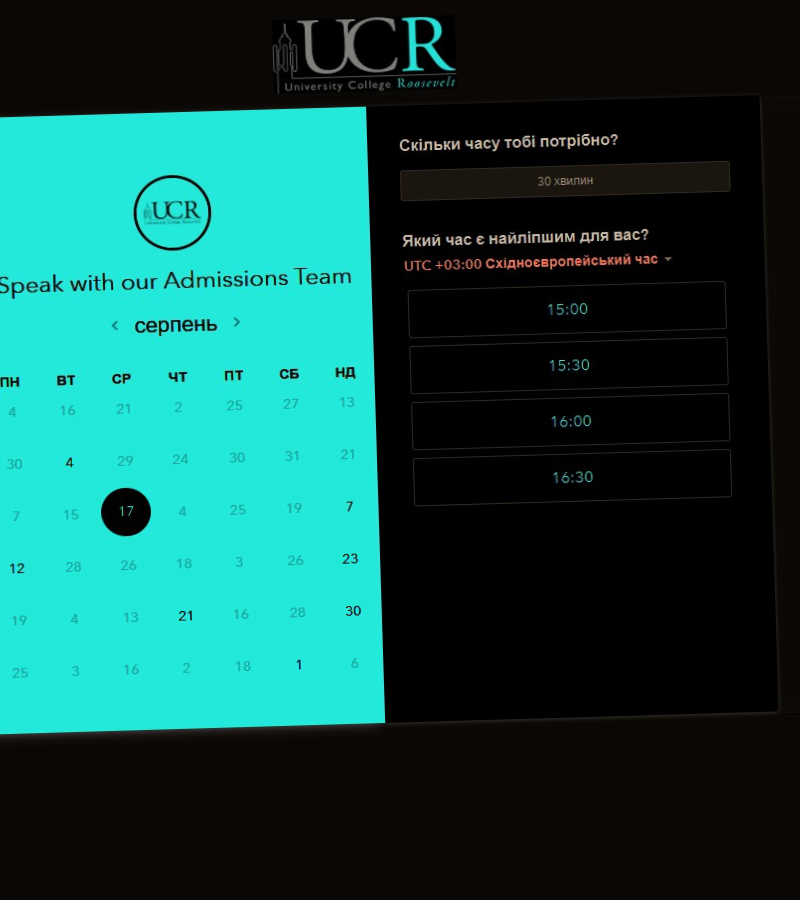 UCR
University College Roosevelt
UCR
University College Roosevelt
Speak with our Admissions Team
серпень
ПН ВТ СР ЧТ ПТ СБ НД
4 16 21 2 25 27 13
30 4 29 24 30 31 21
7 15 17 4 25 19 7
12 28 26 18 3 26 23
19 4 13 21 16 28 30
25 3 16 2 18 1 6
Скільки часу тобі потрібно?
30 хвилин
Який час є найліпшим для вас?
UTC +03:00 Східноєвропейський час
15:00
15:30
16:00
16:30